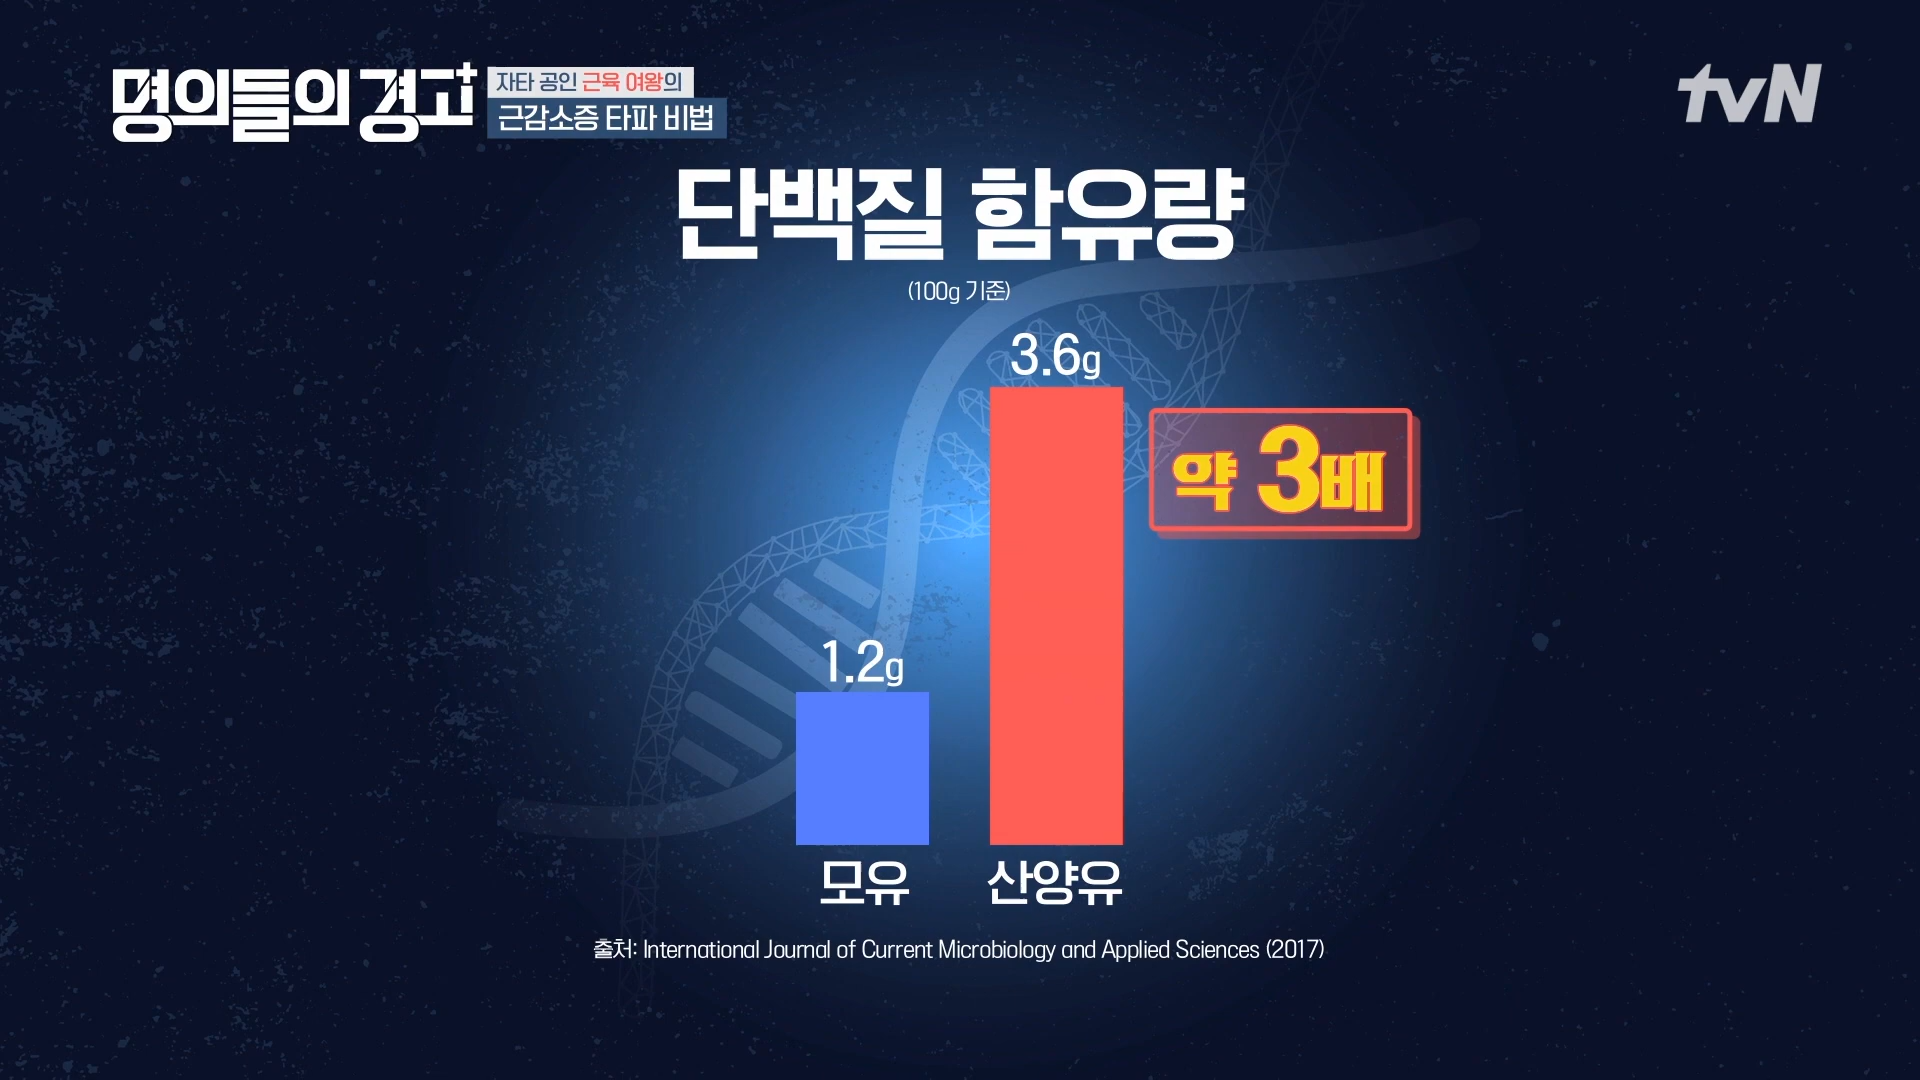 명의들의 경고+
자타 공인 근육 여왕의
근감소증 타파 비법
tvN
단백질 함유량
(100g 기준)
3.6g
약 3배
1.2g
모유
산양유
출처: International Journal of Current Microbiology and Applied Sciences (2017)